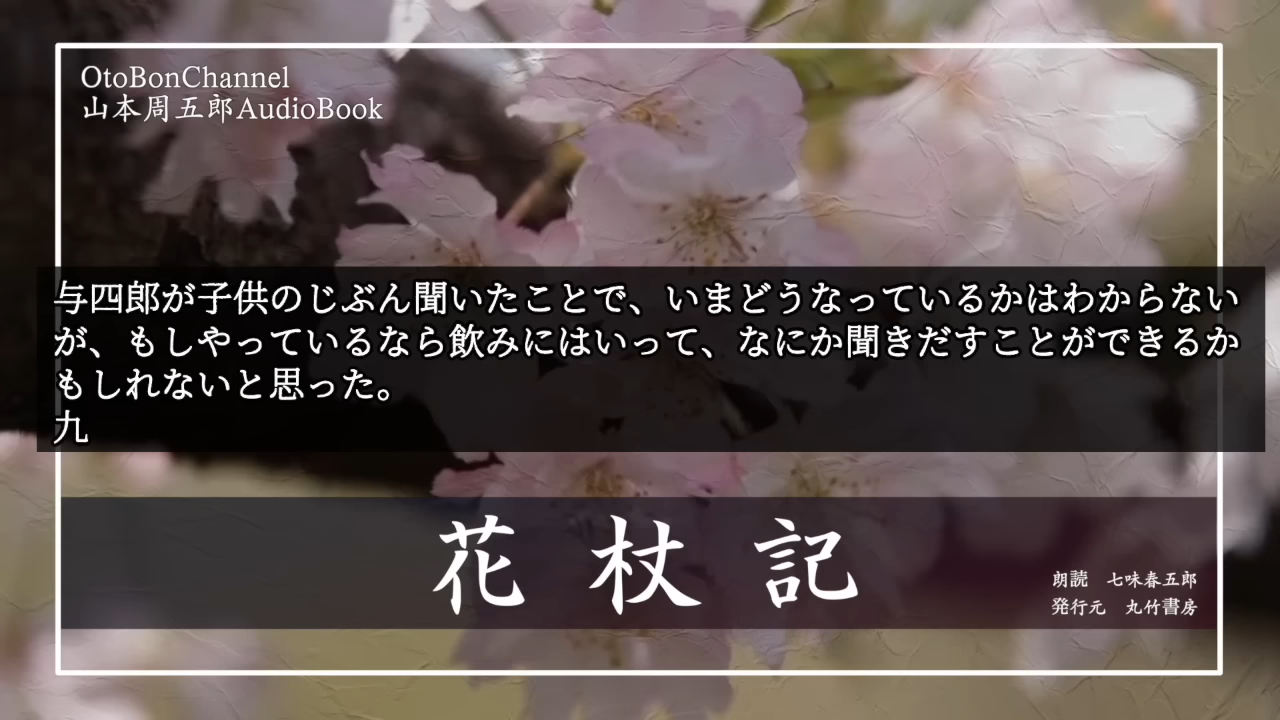 OtoBonChannel
山本周五郎AudioBook
与四郎が子供のじぶん聞いたことで、いまどうなっているかはわからない
が、もしやっているなら飲みにはいって、なにか聞きだすことができるか
もしれないと思った。
九
花杖記
朗読　七味春五郎
発行元　丸竹書房